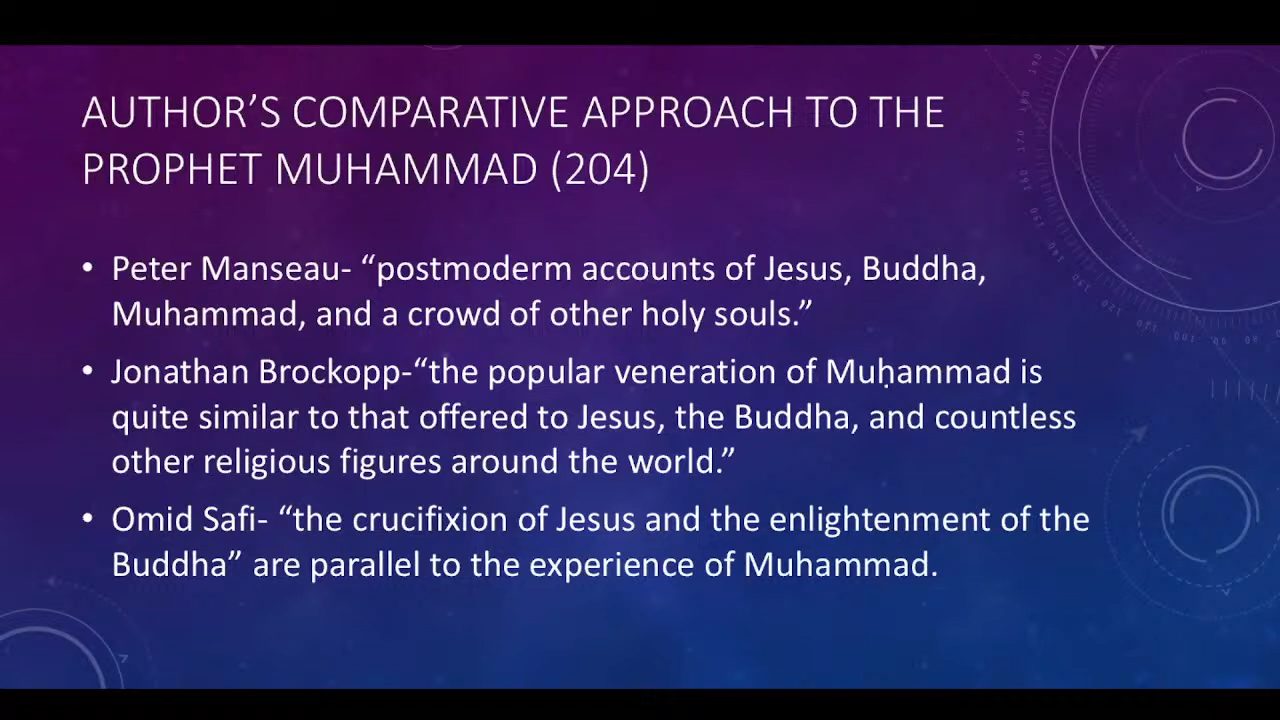 AUTHOR’S COMPARATIVE APPROACH TO THE
PROPHET MUHAMMAD (204)
• Peter Manseau- “postmoderm accounts of Jesus, Buddha,
Muhammad, and a crowd of other holy souls.”
• Jonathan Brockopp-“the popular veneration of Muḥammad is
quite similar to that offered to Jesus, the Buddha, and countless
other religious figures around the world.”
• Omid Safi- “the crucifixion of Jesus and the enlightenment of the
Buddha” are parallel to the experience of Muhammad.